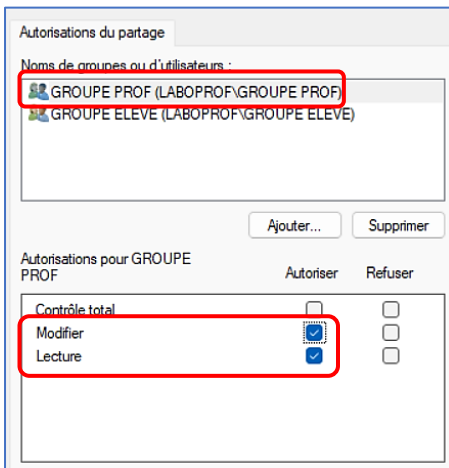 Autorisations du partage
Noms de groupes ou d'utilisateurs :
GROUPE PROF (LABOPROF\GROUPE PROF)
GROUPE ELEVE (LABOPROF\GROUPE ELEVE)
Ajouter... Supprimer
Autorisations pour GROUPE
PROF Autoriser Refuser
Contrôle total
Modifier
Lecture